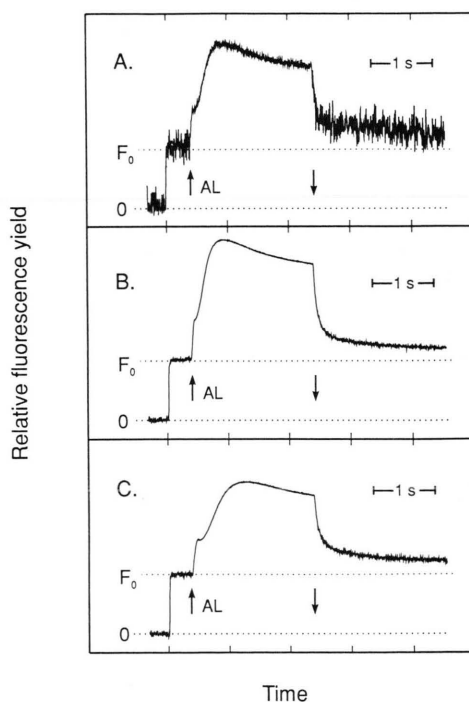 A.
1 s
F₀
AL
0
B.
1 s
F₀
AL
0
C.
1 s
F₀
AL
0
Relative fluorescence yield
Time